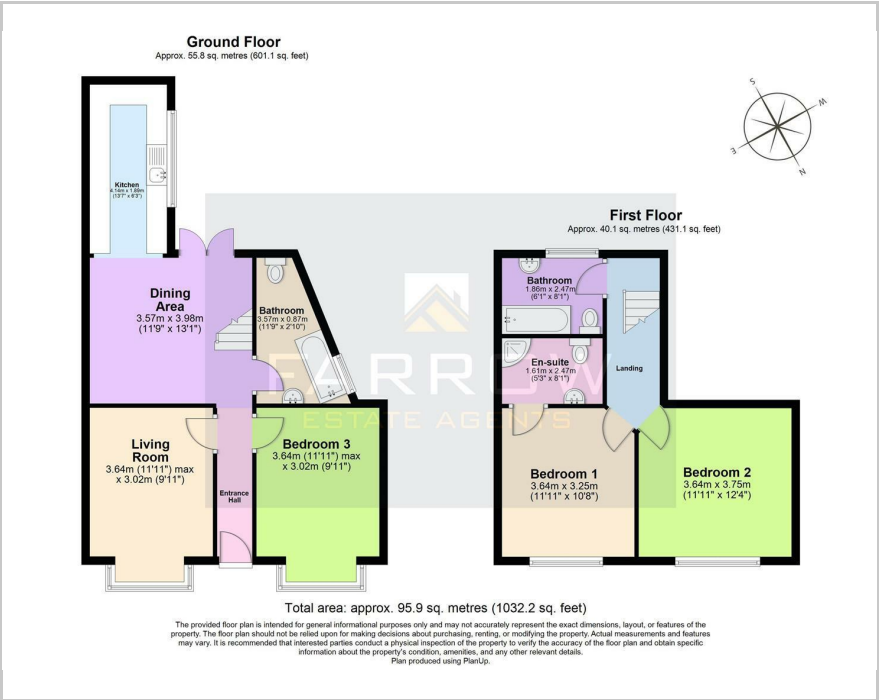 Ground Floor
Approx. 55.8 sq. metres (601.1 sq. feet)
S
W
E
N
Kitchen
4.14m x 1.89m
(13'7" x 6'3")
First Floor
Approx. 40.1 sq. metres (431.1 sq. feet)
Dining
Area
3.57m x 3.98m
(11'9" x 13'1")
Bathroom
3.57m x 0.87m
(11'9" x 2'10")
Bathroom
1.86m x 2.47m
(6'1" x 8'1")
En-suite
1.61m x 2.47m
(5'3" x 8'1")
Landing
FARROW
ESTATE AGENTS
Living
Room
3.64m (11'11") max
x 3.02m (9'11")
Entrance
Hall
Bedroom 3
3.64m (11'11") max
x 3.02m (9'11")
Bedroom 1
3.64m x 3.25m
(11'11" x 10'8")
Bedroom 2
3.64m x 3.75m
(11'11" x 12'4")
Total area: approx. 95.9 sq. metres (1032.2 sq. feet)
The provided floor plan is intended for general informational purposes only and may not accurately represent the exact dimensions, layout, or features of the
property. The floor plan should not be relied upon for making decisions about purchasing, renting, or modifying the property. Actual measurements and features
may vary. It is recommended that interested parties conduct a physical inspection of the property to verify the accuracy of the floor plan and obtain specific
information about the property's condition, amenities, and any other relevant details.
Plan produced using PlanUp.